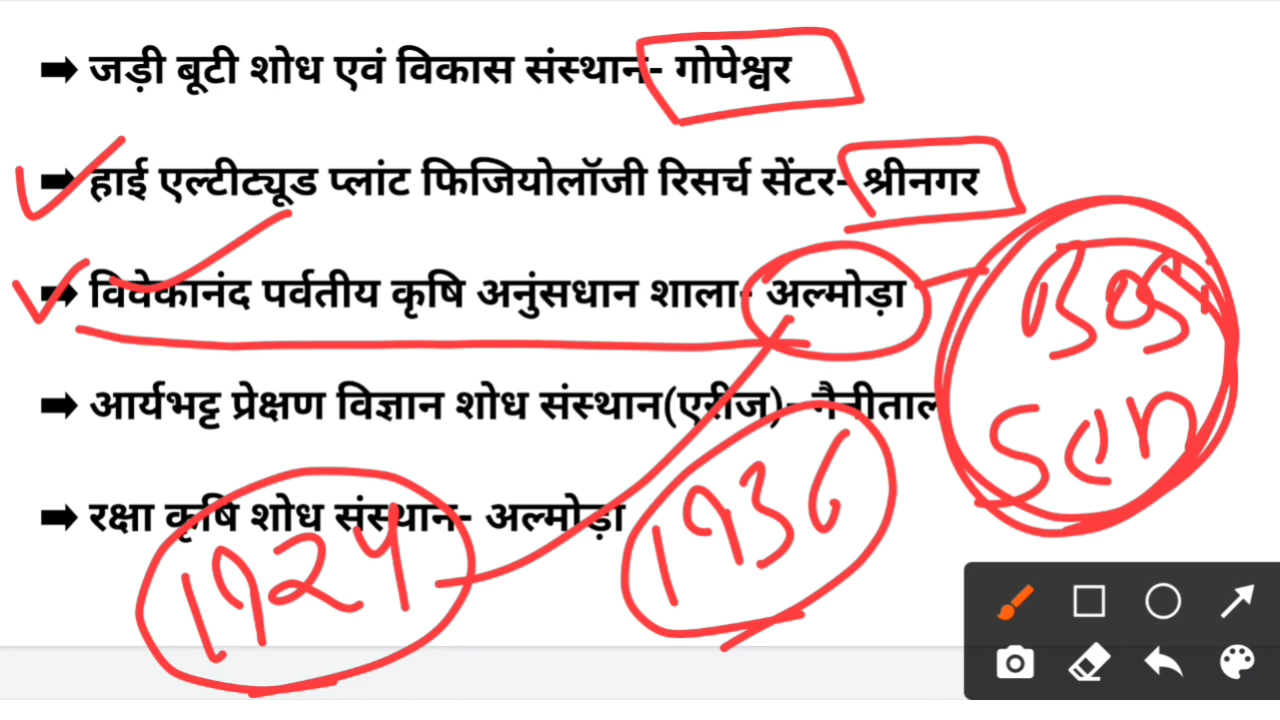 ➡ जड़ी बूटी शोध एवं विकास संस्थान- गोपेश्वर
➡ हाई एल्टीट्यूड प्लांट फिजियोलॉजी रिसर्च सेंटर- श्रीनगर
➡ विवेकानंद पर्वतीय कृषि अनुंसधान शाला- अल्मोड़ा
➡ आर्यभट्ट प्रेक्षण विज्ञान शोध संस्थान(एरीज)- नैनीताल
➡ रक्षा कृषि शोध संस्थान- अल्मोड़ा
1924
1936
Sen